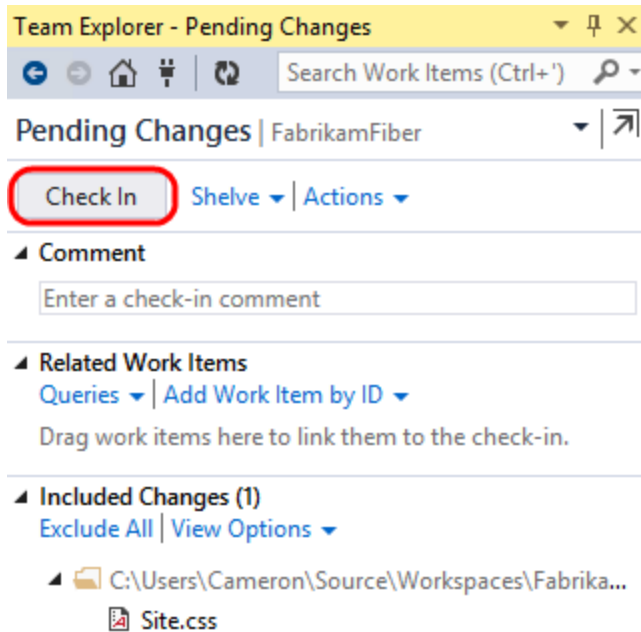 Team Explorer - Pending Changes
Search Work Items (Ctrl+')
Pending Changes | FabrikamFiber
Check In Shelve | Actions
Comment
Enter a check-in comment
Related Work Items
Queries | Add Work Item by ID
Drag work items here to link them to the check-in.
Included Changes (1)
Exclude All | View Options
C:\Users\Cameron\Source\Workspaces\Fabrika...
Site.css